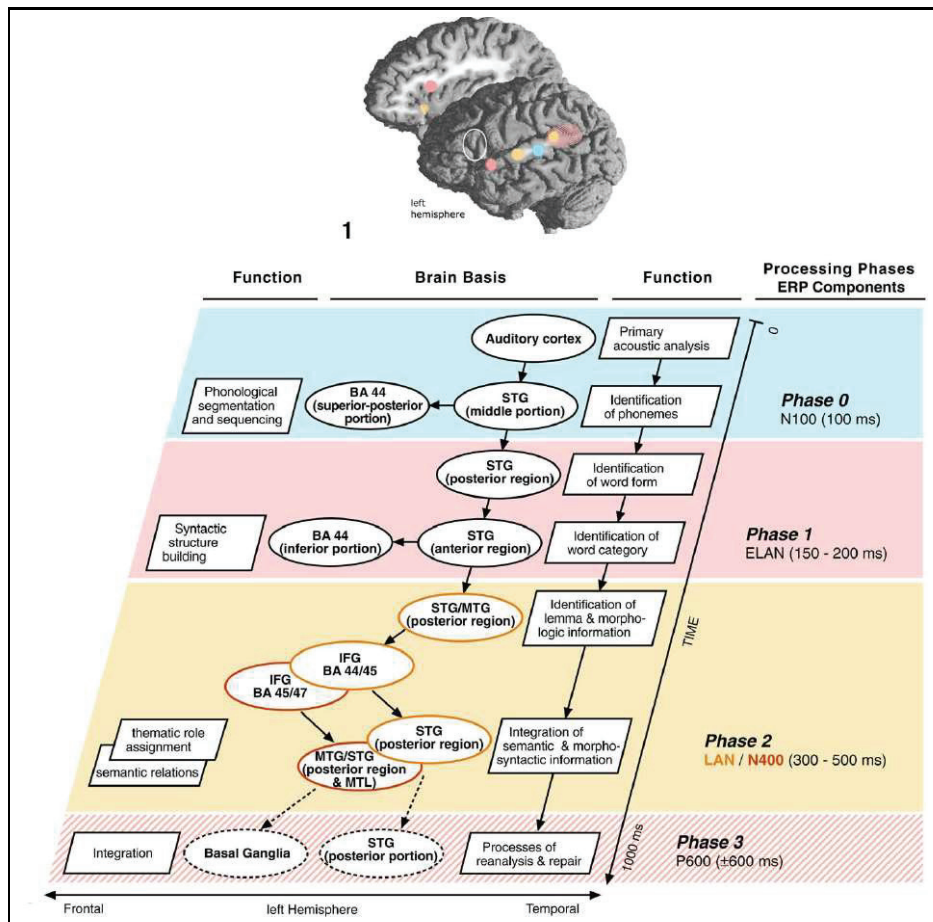 left
hemisphere
1
Function
Brain Basis
Function
Processing Phases
ERP Components
Auditory cortex
Primary
acoustic analysis
0
Phonological
segmentation
and sequencing
BA 44
(superior-posterior
portion)
STG
(middle portion)
Identification
of phonemes
Phase 0
N100 (100 ms)
STG
(posterior region)
Identification
of word form
Syntactic
structure
building
BA 44
(inferior portion)
STG
(anterior region)
Identification of
word category
Phase 1
ELAN (150 - 200 ms)
STG/MTG
(posterior region)
Identification of
lemma & morpho-
logic information
TIME
IFG
BA 44/45
IFG
BA 45/47
thematic role
assignment
semantic relations
STG
(posterior region)
MTG/STG
(posterior region
& MTL)
Integration of
semantic & morpho-
syntactic information
Phase 2
LAN / N400 (300 - 500 ms)
Integration
Basal Ganglia
STG
(posterior portion)
Processes of
reanalysis & repair
1000 ms
Phase 3
P600 (±600 ms)
Frontal
left Hemisphere
Temporal